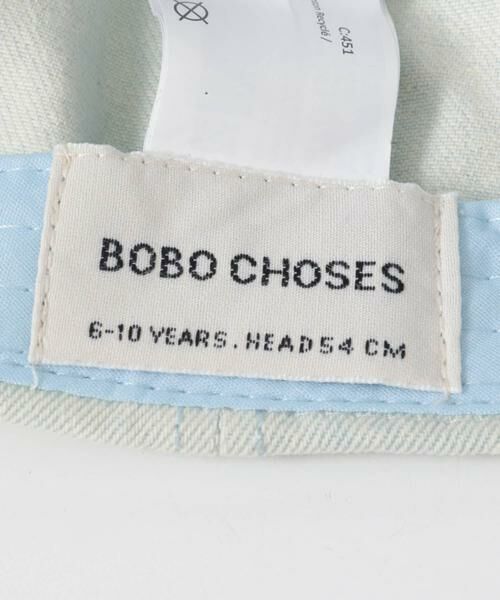 C:451
BOBO CHOSES
6-10 YEARS. HEAD 54 CM